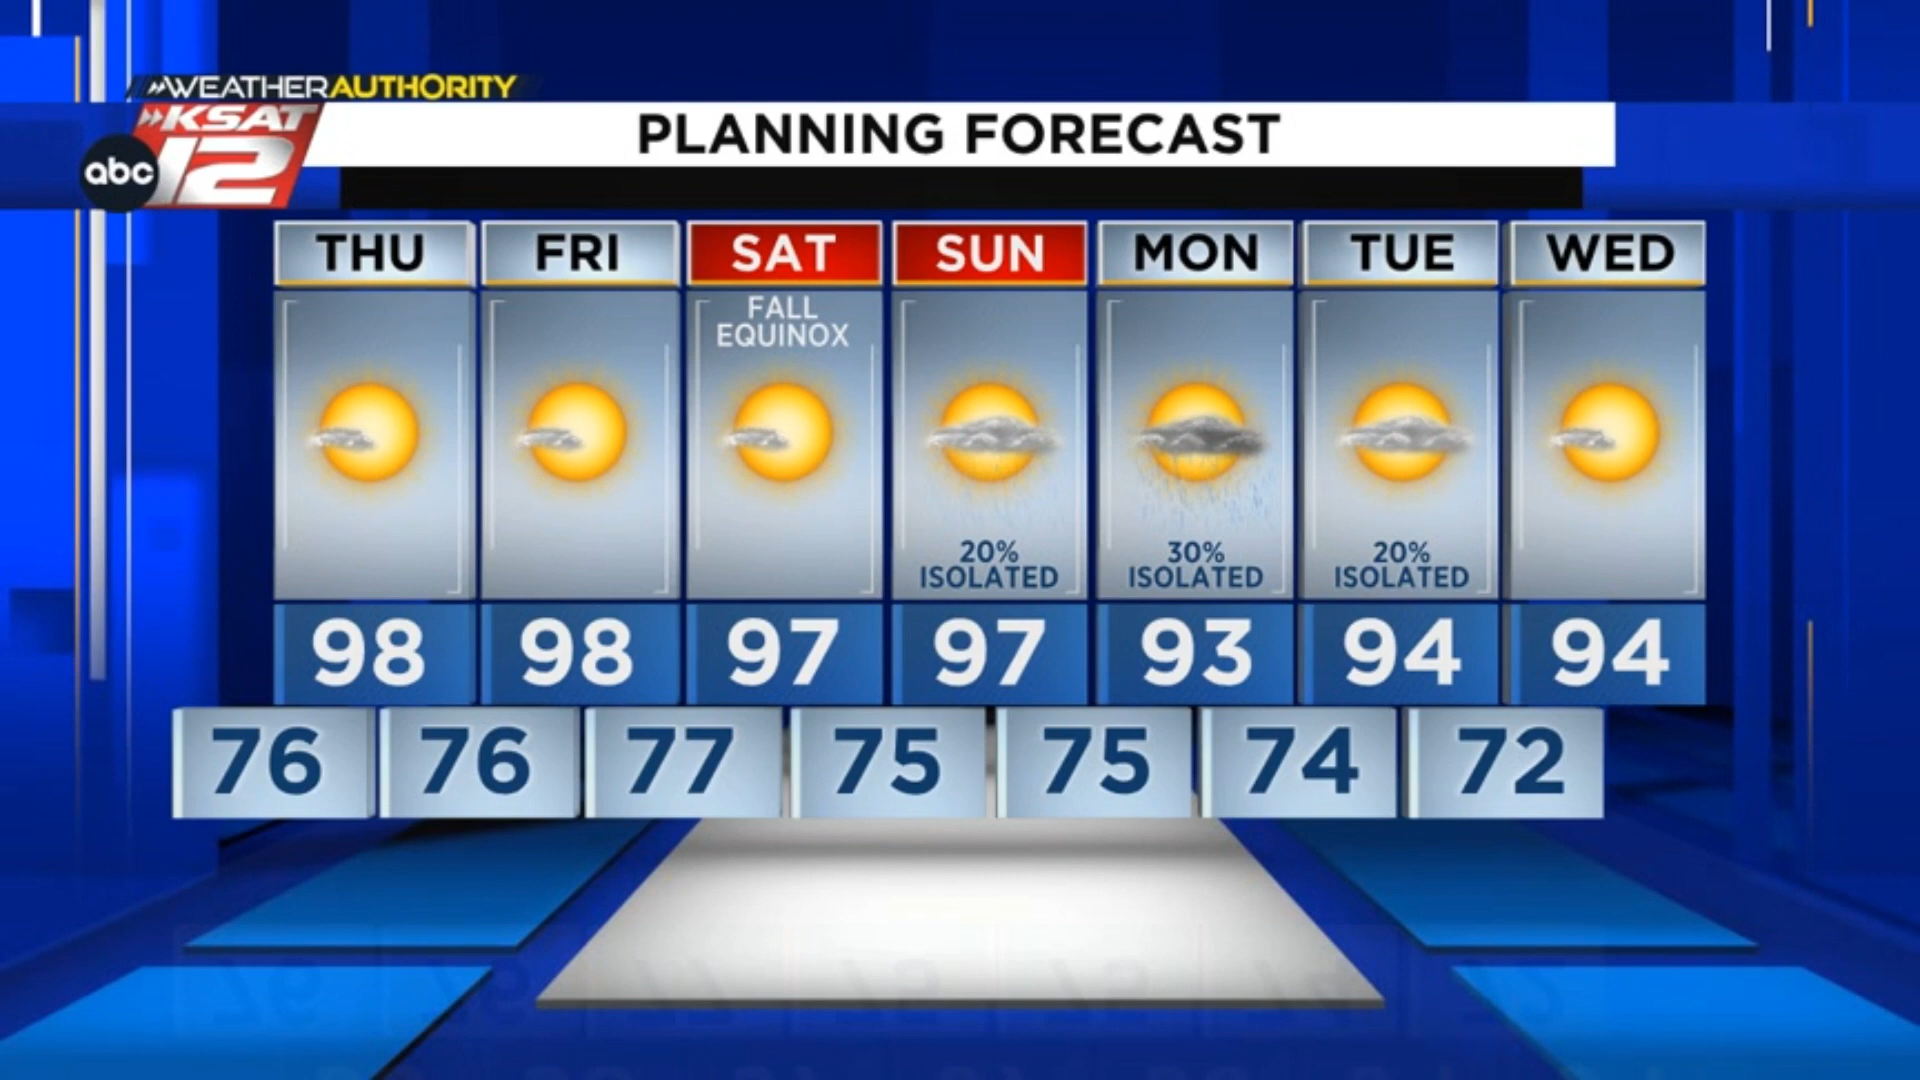 WEATHERAUTHORITY
KSAT
abc
12
PLANNING FORECAST
THU FRI SAT SUN MON TUE WED
FALL
EQUINOX
20% 30% 20%
ISOLATED ISOLATED ISOLATED
98 98 97 97 93 94 94
76 76 77 75 75 74 72